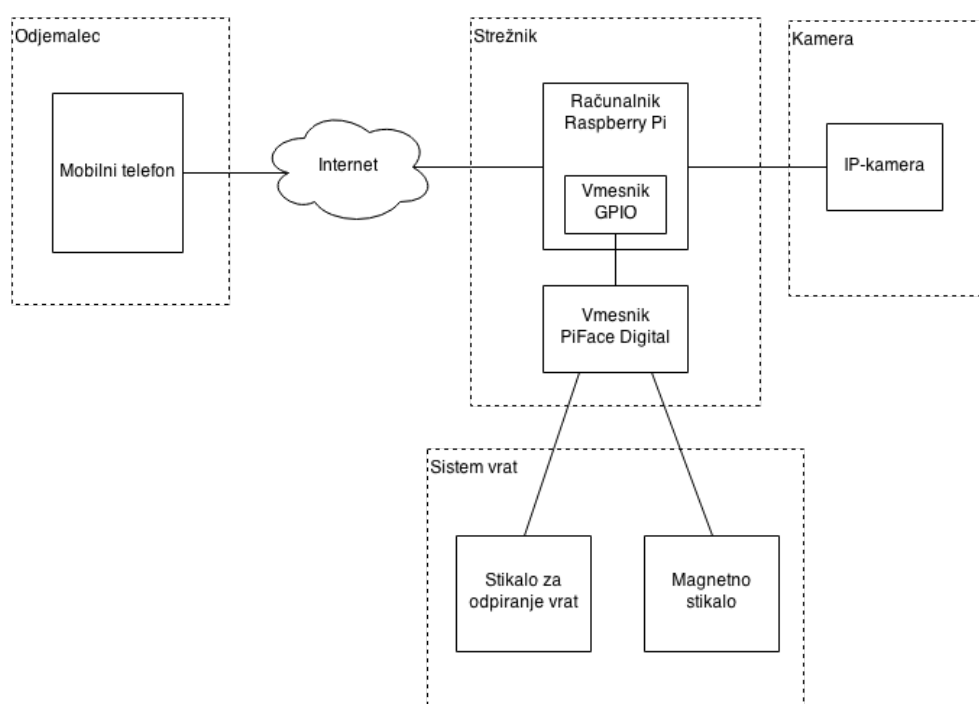 Odjemalec
Mobilni telefon
Internet
Strežnik
Računalnik
Raspberry Pi
Vmesnik
GPIO
Vmesnik
PiFace Digital
Kamera
IP-kamera
Sistem vrat
Stikalo za
odpiranje vrat
Magnetno
stikalo